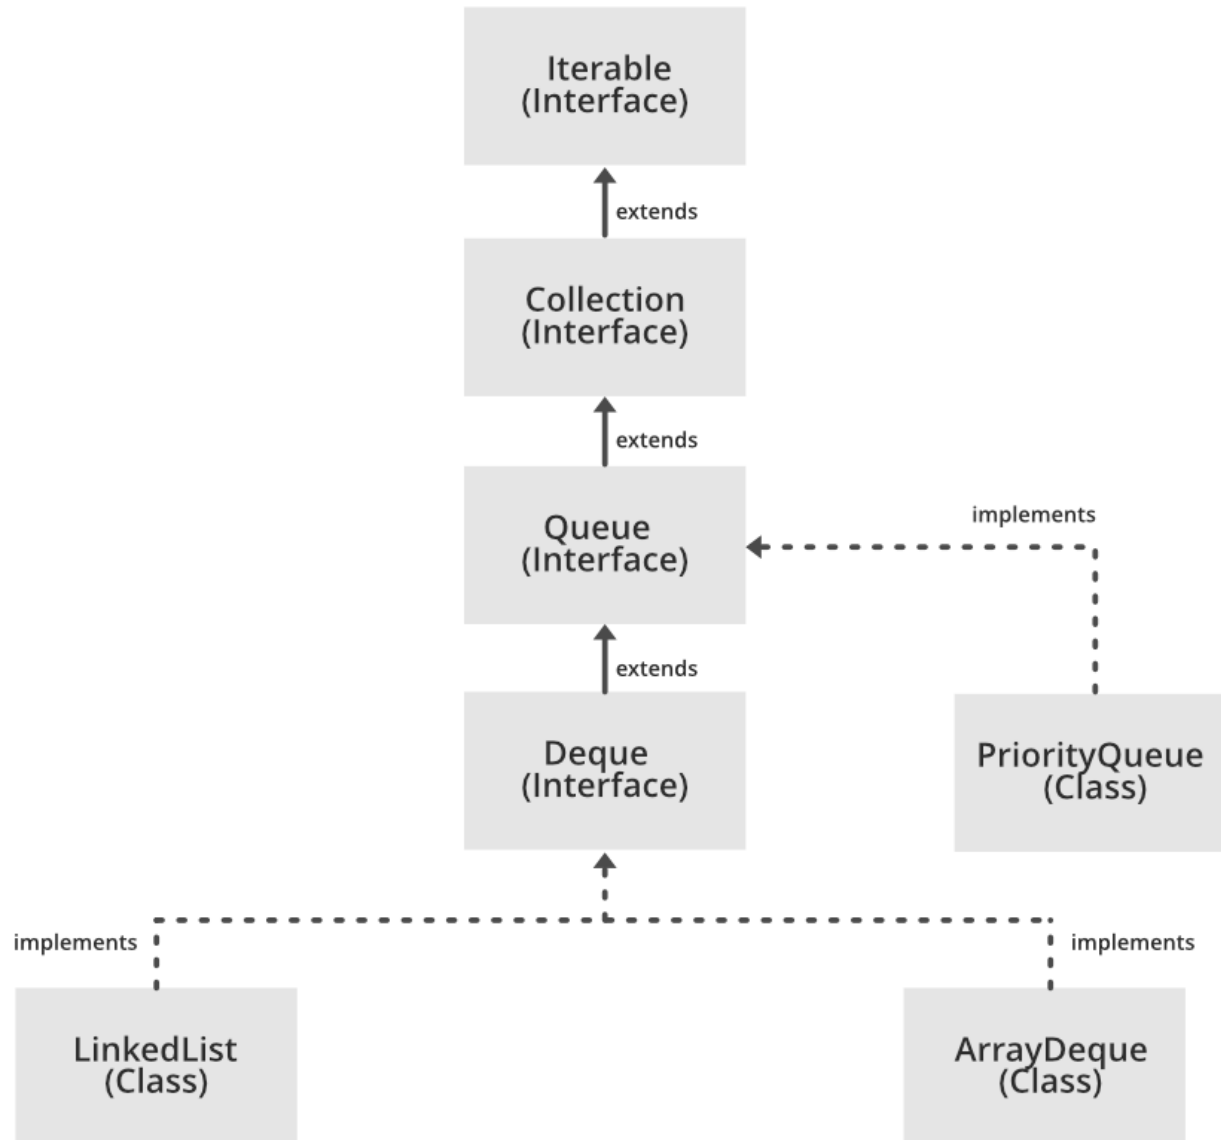 Iterable
(Interface)
extends
Collection
(Interface)
extends
Queue
(Interface)
implements
extends
Deque
(Interface)
PriorityQueue
(Class)
implements
implements
LinkedList
(Class)
ArrayDeque
(Class)